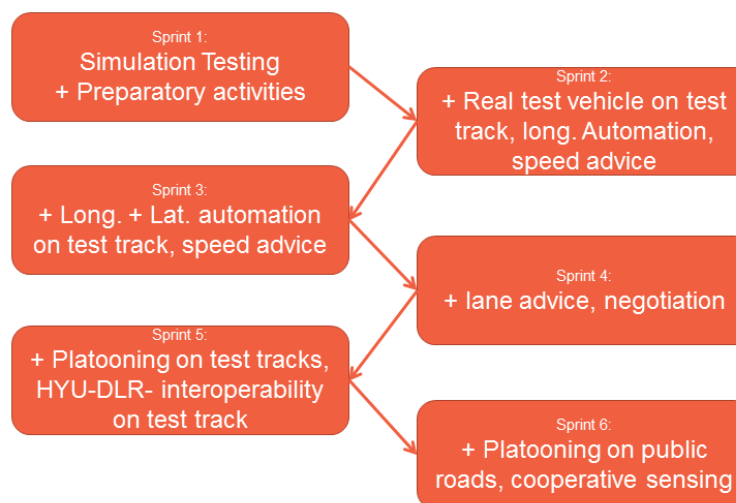 Sprint 1:
Simulation Testing
+ Preparatory activities
Sprint 2:
+ Real test vehicle on test
track, long. Automation,
speed advice
Sprint 3:
+ Long. + Lat. automation
on test track, speed advice
Sprint 4:
+ lane advice, negotiation
Sprint 5:
+ Platooning on test tracks,
HYU-DLR- interoperability
on test track
Sprint 6:
+ Platooning on public
roads, cooperative sensing